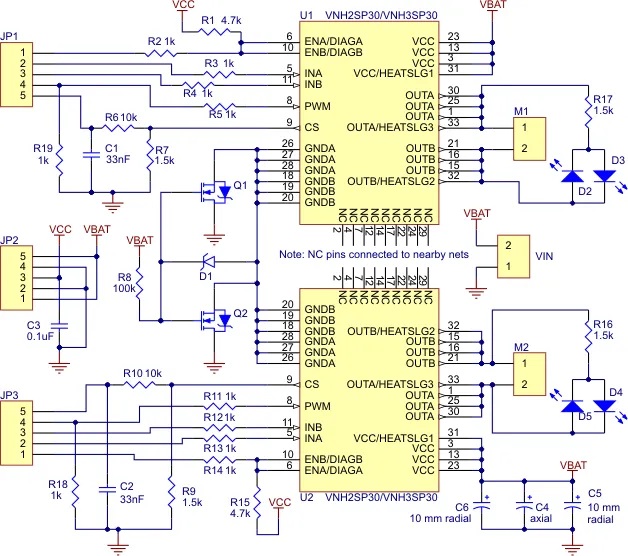 VCC
R1 4.7k
U1 VNH2SP30/VNH3SP30
VBAT
JP1
1
2
3
4
5
R2 1k
R3 1k
R4 1k
R5 1k
R6 10k
R19
1k
C1
33nF
R7
1.5k
6 ENA/DIAGA
10 ENB/DIAGB
5 INA
11 INB
8 PWM
9 CS
26 GNDA
27 GNDA
28 GNDA
18 GNDB
19 GNDB
20 GNDB
VCC 23
VCC 13
VCC 3
VCC/HEATSLG1 31
OUTA 30
OUTA 25
OUTA 1
OUTA/HEATSLG3 33
OUTB 21
OUTB 16
OUTB 15
OUTB/HEATSLG2 32
M1
1
2
R17
1.5k
D3
D2
Q1
NC NC NC NC NC NC NC NC NC
2 4 7 12 14 17 22 24 29
Note: NC pins connected to nearby nets
VBAT
2
1
VIN
JP2
VCC
VBAT
5
4
3
2
1
C3
0.1uF
VBAT
R8
100k
D1
Q2
NC NC NC NC NC NC NC NC NC
2 4 7 12 14 17 22 24 29
20 GNDB
19 GNDB
18 GNDB
28 GNDA
27 GNDA
26 GNDA
9 CS
8 PWM
11 INB
5 INA
10 ENB/DIAGB
6 ENA/DIAGA
OUTB/HEATSLG2 32
OUTB 15
OUTB 16
OUTB 21
OUTA/HEATSLG3 33
OUTA 1
OUTA 25
OUTA 30
VCC/HEATSLG1 31
VCC 3
VCC 13
VCC 23
U2 VNH2SP30/VNH3SP30
M2
1
2
R16
1.5k
D4
D5
JP3
5
4
3
2
1
R10 10k
R11 1k
R12 1k
R13 1k
R14 1k
R18
1k
C2
33nF
R9
1.5k
R15
4.7k
VCC
VBAT
C6
10 mm radial
C4
axial
C5
10 mm
radial